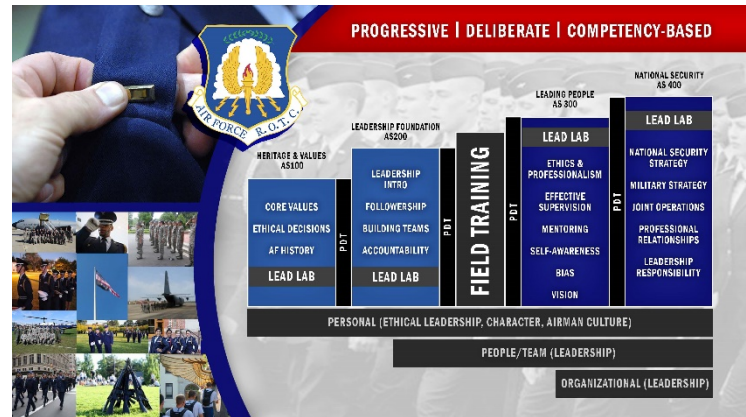 PROGRESSIVE | DELIBERATE | COMPETENCY-BASED
AIR FORCE R.O.T.C.
HERITAGE & VALUES
AS100
CORE VALUES
ETHICAL DECISIONS
AF HISTORY
LEAD LAB
PDT
LEADERSHIP FOUNDATION
AS200
LEADERSHIP
INTRO
FOLLOWERSHIP
BUILDING TEAMS
ACCOUNTABILITY
LEAD LAB
PDT
FIELD TRAINING
PDT
LEADING PEOPLE
AS 300
LEAD LAB
ETHICS &
PROFESSIONALISM
EFFECTIVE
SUPERVISION
MENTORING
SELF-AWARENESS
BIAS
VISION
PDT
NATIONAL SECURITY
AS 400
LEAD LAB
NATIONAL SECURITY
STRATEGY
MILITARY STRATEGY
JOINT OPERATIONS
PROFESSIONAL
RELATIONSHIPS
LEADERSHIP
RESPONSIBILITY
PERSONAL (ETHICAL LEADERSHIP, CHARACTER, AIRMAN CULTURE)
PEOPLE/TEAM (LEADERSHIP)
ORGANIZATIONAL (LEADERSHIP)